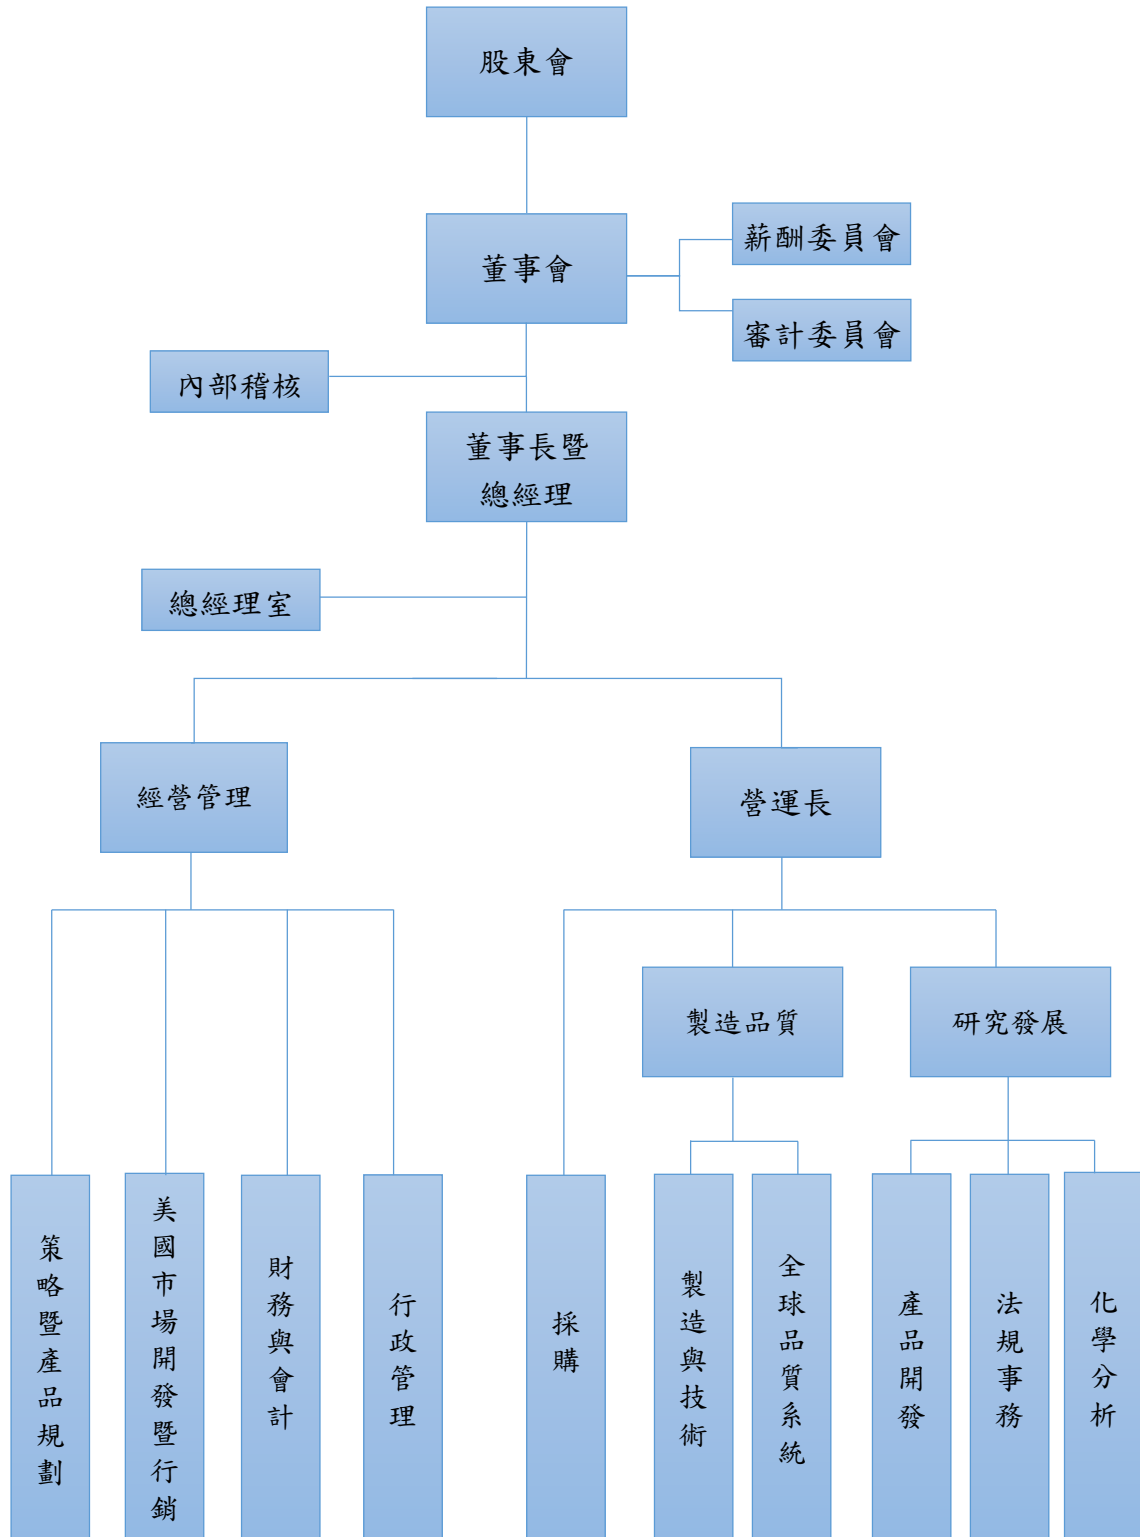 股東會
董事會
薪酬委員會
審計委員會
內部稽核
董事長暨
總經理
總經理室
經營管理
營運長
製造品質
研究發展
策略暨產品規劃
美國市場開發暨行銷
財務與會計
行政管理
採購
製造與技術
全球品質系統
產品開發
法規事務
化學分析